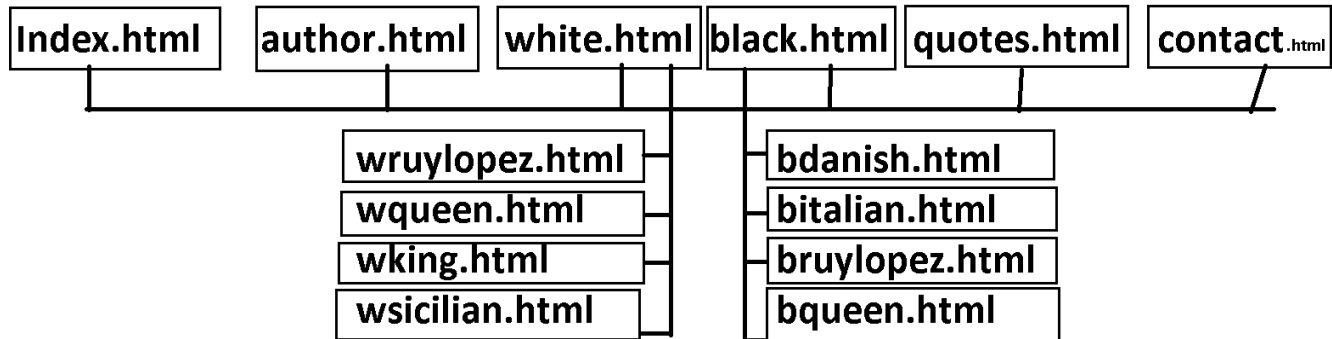 Index.html author.html white.html black.html quotes.html contact.html
wruylopez.html bdanish.html
wqueen.html bitalian.html
wking.html bruylopez.html
wsicilian.html bqueen.html